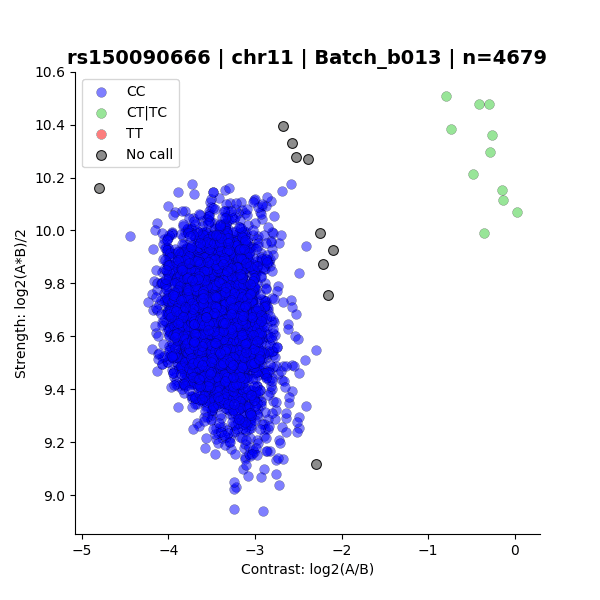 rs150090666 | chr11 | Batch_b013 | n=4679
CC
CT|TC
TT
No call
10.6
10.4
10.2
10.0
9.8
9.6
9.4
9.2
9.0
Strength: log2(A*B)/2
−5
−4
−3
−2
−1
0
Contrast: log2(A/B)